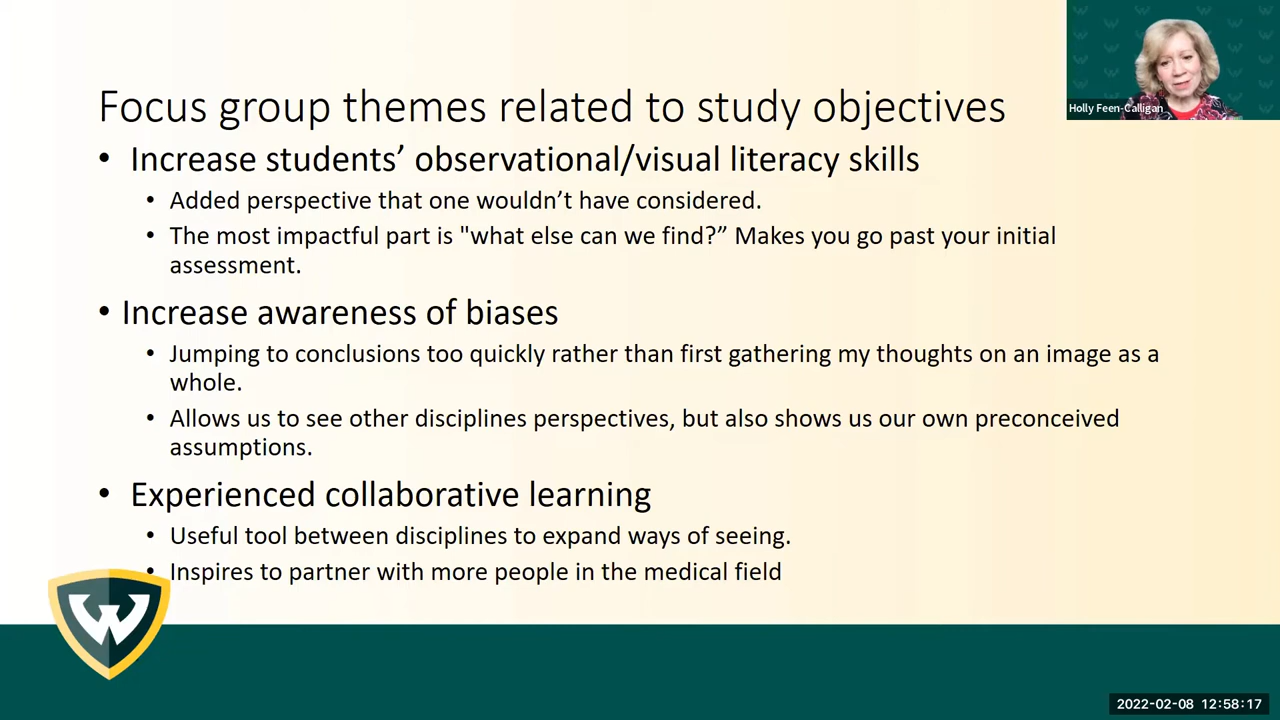 Holly Feen-Calligan
Focus group themes related to study objectives
• Increase students’ observational/visual literacy skills
• Added perspective that one wouldn’t have considered.
• The most impactful part is "what else can we find?” Makes you go past your initial
assessment.
• Increase awareness of biases
• Jumping to conclusions too quickly rather than first gathering my thoughts on an image as a
whole.
• Allows us to see other disciplines perspectives, but also shows us our own preconceived
assumptions.
• Experienced collaborative learning
• Useful tool between disciplines to expand ways of seeing.
• Inspires to partner with more people in the medical field
W
2022-02-08 12:58:17